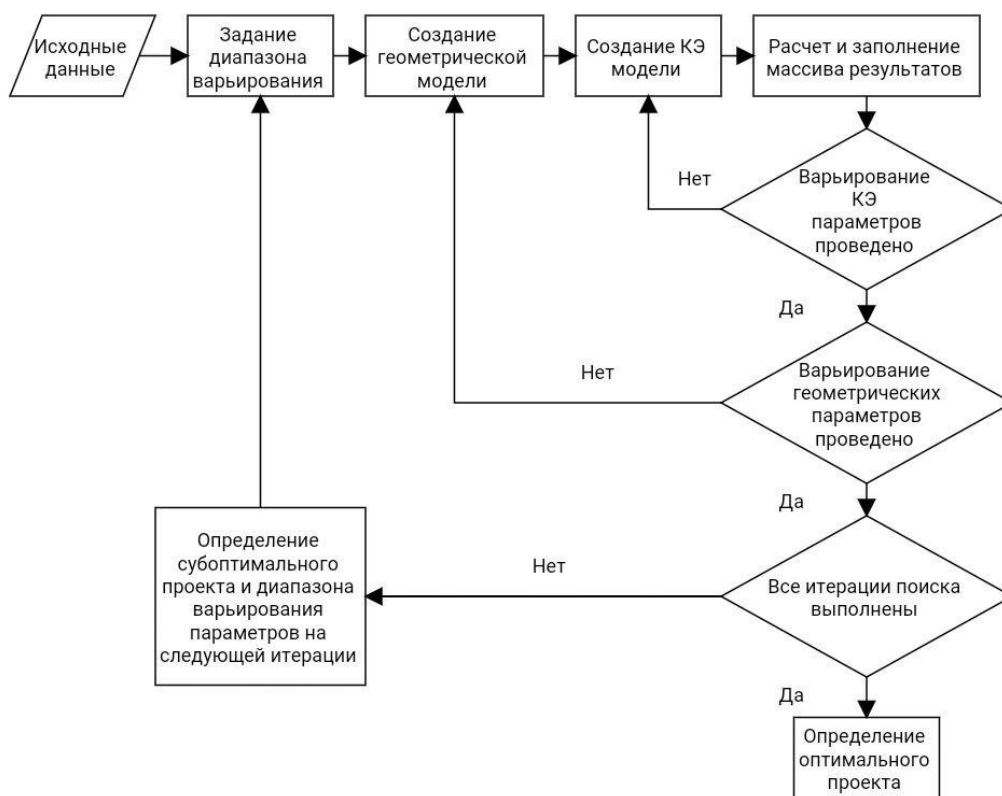 Исходные
данные
Задание
диапазона
варьирования
Создание
геометрической
модели
Создание КЭ
модели
Расчет и заполнение
массива результатов
Нет
Варьирование
КЭ
параметров
проведено
Да
Нет
Варьирование
геометрических
параметров
проведено
Да
Определение
субоптимального
проекта и диапазона
варьирования
параметров на
следующей итерации
Нет
Все итерации поиска
выполнены
Да
Определение
оптимального
проекта